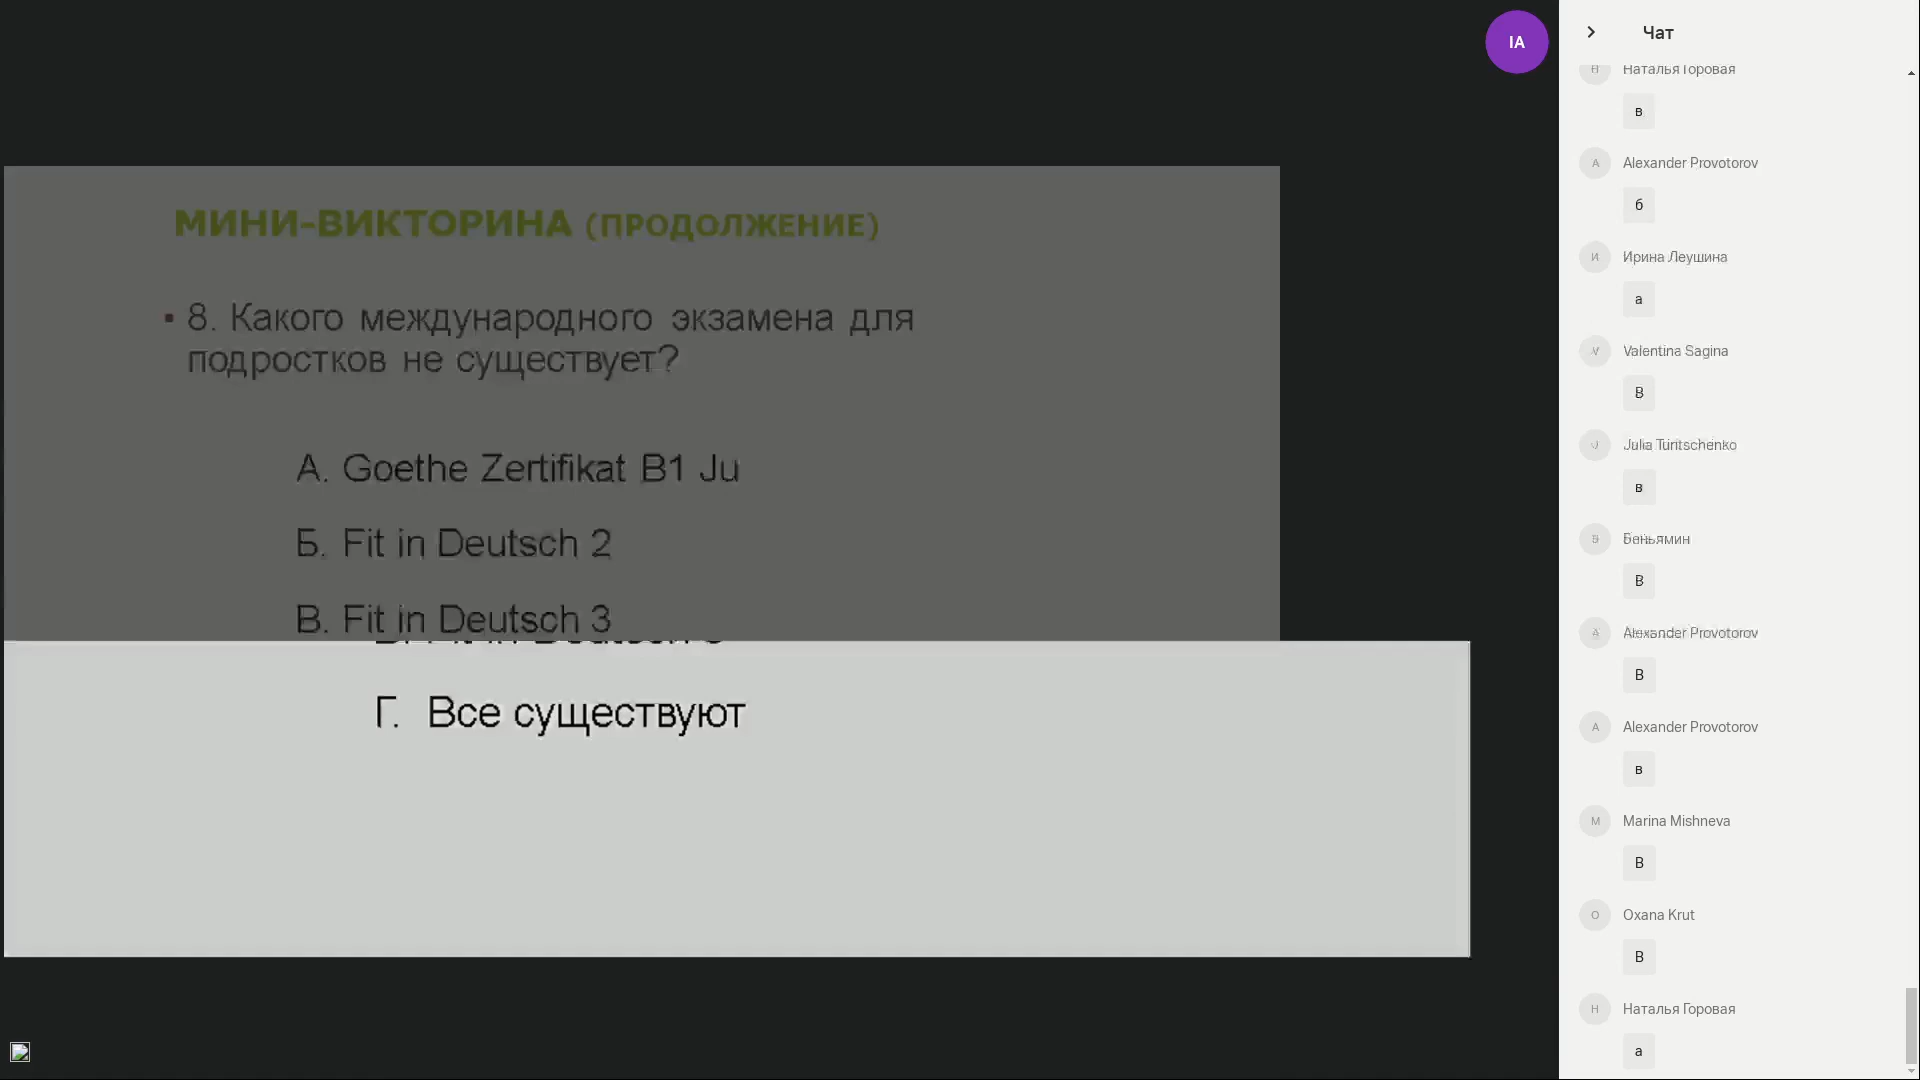 IA
МИНИ-ВИКТОРИНА (ПРОДОЛЖЕНИЕ)
▪ 8. Какого международного экзамена для
подростков не существует?
А. Goethe Zertifikat B1 Ju
Б. Fit in Deutsch 2
В. Fit in Deutsch 3
Г. Все существуют
Чат
Н Наталья Горовая
в
A Alexander Provotorov
б
И Ирина Леушина
а
V Valentina Sagina
В
J Julia Turitschenko
в
Б Беньямин
В
A Alexander Provotorov
В
A Alexander Provotorov
в
M Marina Mishneva
В
O Oxana Krut
В
Н Наталья Горовая
а